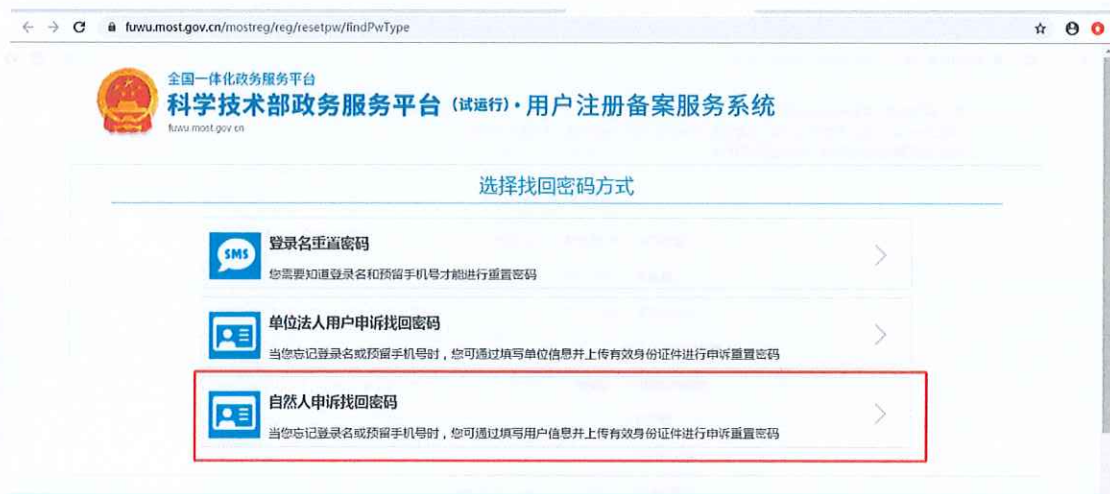 fuwu.most.gov.cn/mostreg/reg/resetpw/findPwType
全国一体化政务服务平台
科学技术部政务服务平台（试运行）·用户注册备案服务系统
fuwu.most.gov.cn
选择找回密码方式
SMS
登录名重置密码
您需要知道登录名和预留手机号才能进行重置密码
单位法人用户申诉找回密码
当您忘记登录名或预留手机号时，您可通过填写单位信息并上传有效身份证件进行申诉重置密码
自然人申诉找回密码
当您忘记登录名或预留手机号时，您可通过填写用户信息并上传有效身份证件进行申诉重置密码